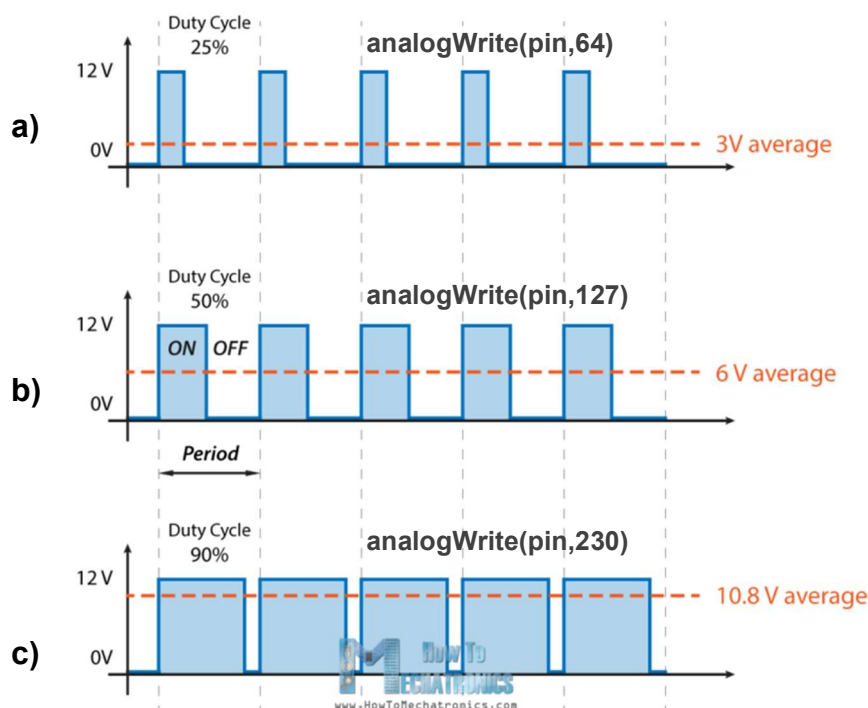 Duty Cycle
25%
analogWrite(pin,64)
12 V
a)
0V
3V average
Duty Cycle
50%
analogWrite(pin,127)
12 V
ON OFF
6 V average
b)
0V
Period
Duty Cycle
90%
analogWrite(pin,230)
12 V
10.8 V average
c)
0V
How To
MECHATRONICS
www.HowToMechatronics.com